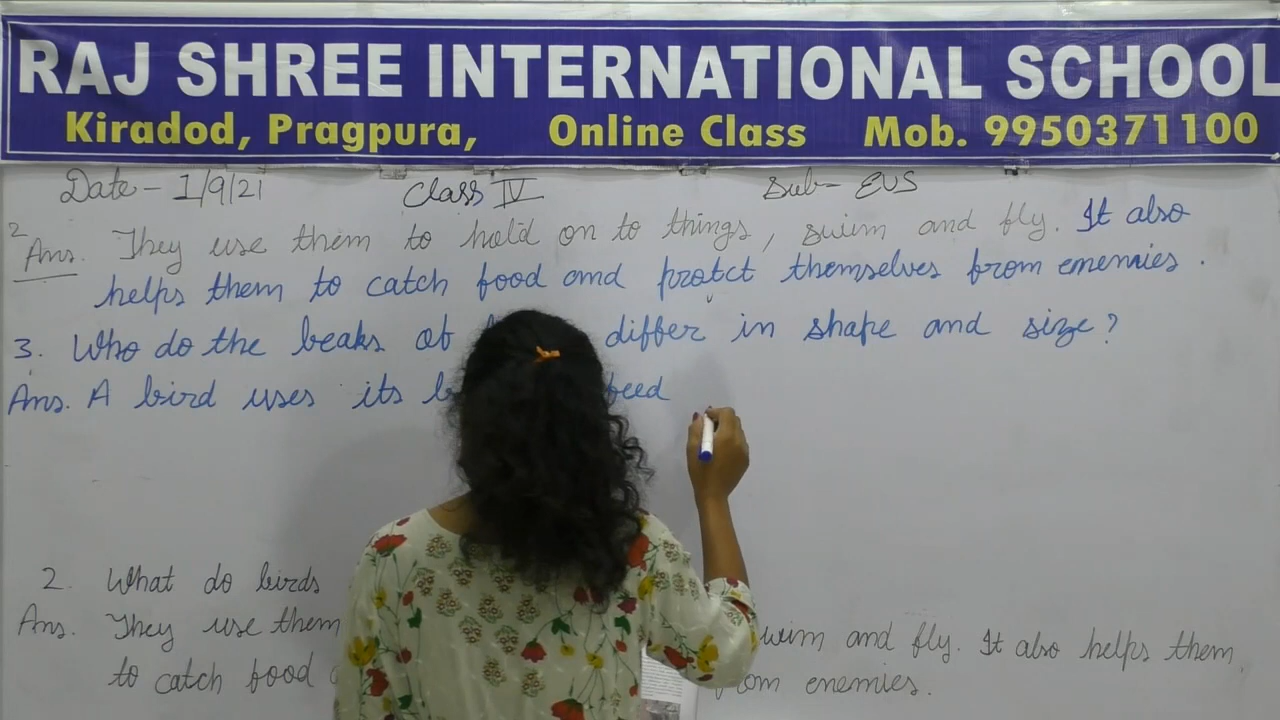 RAJ SHREE INTERNATIONAL SCHOOL
Kiradod, Pragpura, Online Class Mob. 9950371100
Date - 1/9/21 Class IV Sub- EVS
2 Ans. They use them to hold on to things, swim and fly. It also
helps them to catch food and protct themselves from enemies.
3. Who do the beaks of differ in shape and size?
Ans. A bird uses its feed
2. What do birds
Ans. They use them and fly. It also helps them
to catch food enemies.